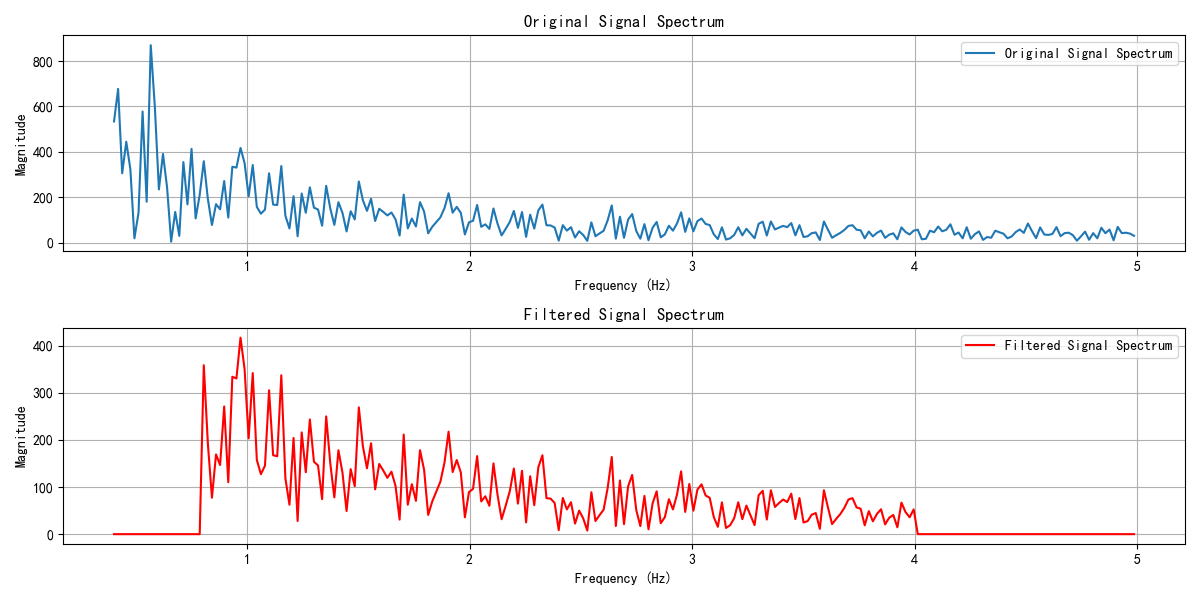 Original Signal Spectrum
Original Signal Spectrum
Magnitude
800
600
400
200
0
1
2
3
4
5
Frequency (Hz)
Filtered Signal Spectrum
Filtered Signal Spectrum
Magnitude
400
300
200
100
0
1
2
3
4
5
Frequency (Hz)